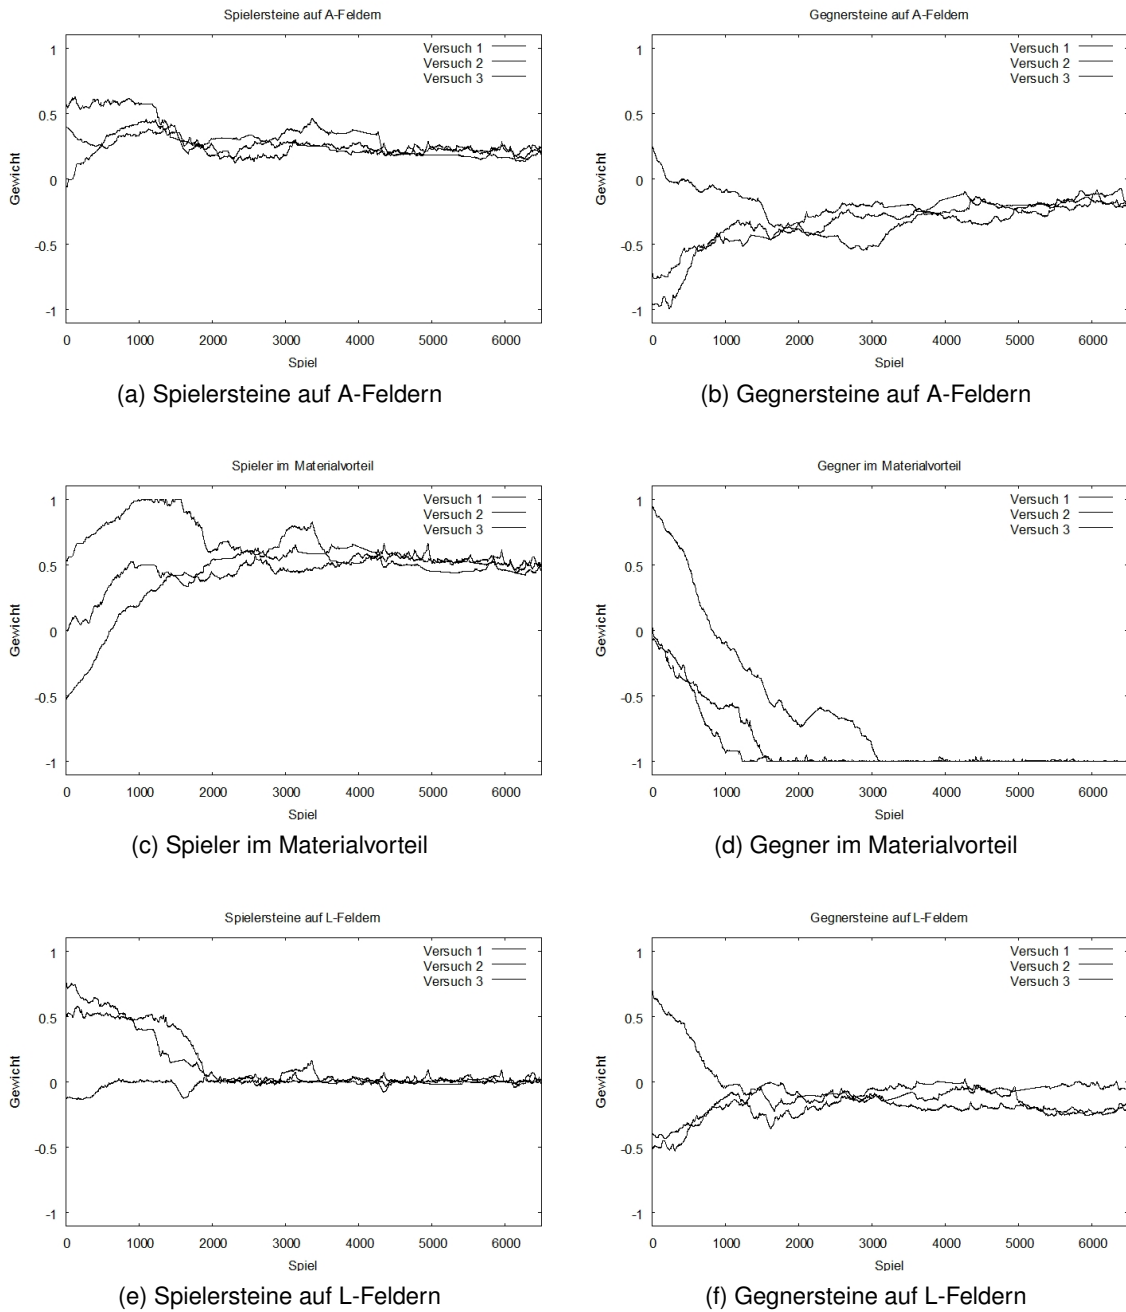 Spielersteine auf A-Feldern
Versuch 1
Versuch 2
Versuch 3
1
0.5
0
-0.5
-1
Gewicht
0 1000 2000 3000 4000 5000 6000
Spiel
(a) Spielersteine auf A-Feldern
Gegnersteine auf A-Feldern
Versuch 1
Versuch 2
Versuch 3
1
0.5
0
-0.5
-1
Gewicht
0 1000 2000 3000 4000 5000 6000
Spiel
(b) Gegnersteine auf A-Feldern
Spieler im Materialvorteil
Versuch 1
Versuch 2
Versuch 3
1
0.5
0
-0.5
-1
Gewicht
0 1000 2000 3000 4000 5000 6000
Spiel
(c) Spieler im Materialvorteil
Gegner im Materialvorteil
Versuch 1
Versuch 2
Versuch 3
1
0.5
0
-0.5
-1
Gewicht
0 1000 2000 3000 4000 5000 6000
Spiel
(d) Gegner im Materialvorteil
Spielersteine auf L-Feldern
Versuch 1
Versuch 2
Versuch 3
1
0.5
0
-0.5
-1
Gewicht
0 1000 2000 3000 4000 5000 6000
Spiel
(e) Spielersteine auf L-Feldern
Gegnersteine auf L-Feldern
Versuch 1
Versuch 2
Versuch 3
1
0.5
0
-0.5
-1
Gewicht
0 1000 2000 3000 4000 5000 6000
Spiel
(f) Gegnersteine auf L-Feldern